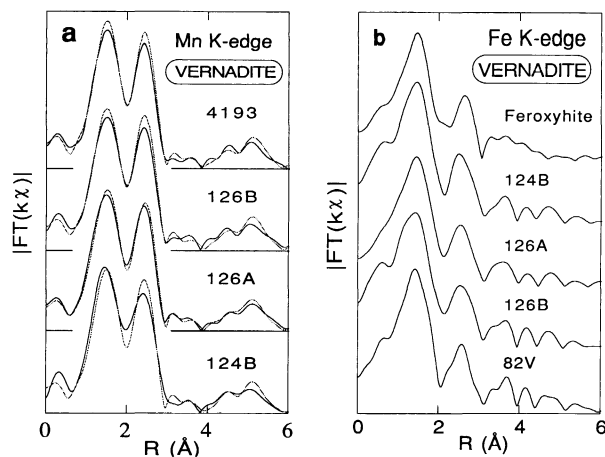 a
Mn K-edge
VERNADITE
4193
126B
126A
124B
|FT(kχ)|
0 2 4 6
R (Å)
b
Fe K-edge
VERNADITE
Feroxyhite
124B
126A
126B
82V
|FT(kχ)|
0 2 4 6
R (Å)